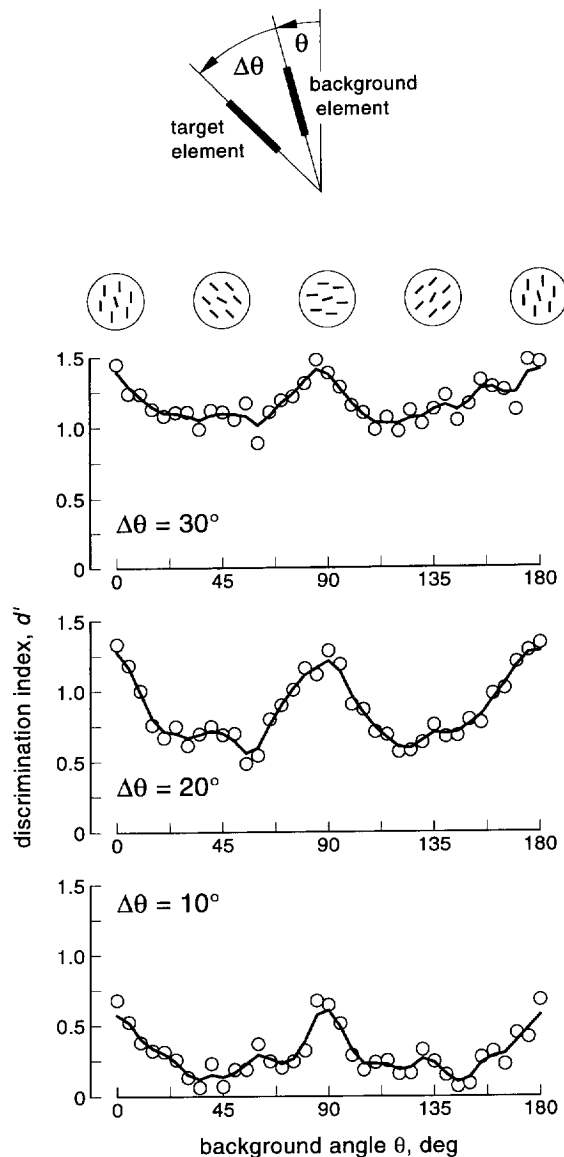 θ
Δθ
background
element
target
element
1.5
1.0
0.5
0
Δθ = 30°
0 45 90 135 180
1.5
1.0
0.5
0
Δθ = 20°
0 45 90 135 180
discrimination index, d'
1.5
Δθ = 10°
1.0
0.5
0
0 45 90 135 180
background angle θ, deg